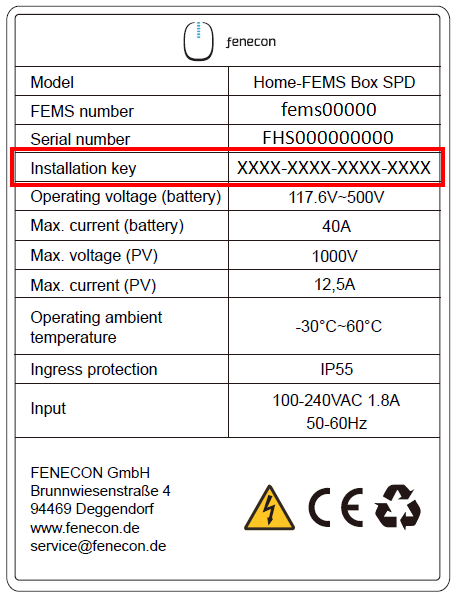 fenecon
Model Home-FEMS Box SPD
FEMS number fems00000
Serial number FHS000000000
Installation key XXXX-XXXX-XXXX-XXXX
Operating voltage (battery) 117.6V~500V
Max. current (battery) 40A
Max. voltage (PV) 1000V
Max. current (PV) 12,5A
Operating ambient
temperature -30°C~60°C
Ingress protection IP55
Input 100-240VAC 1.8A
50-60Hz
FENECON GmbH
Brunnwiesenstraße 4
94469 Deggendorf
www.fenecon.de
service@fenecon.de
CE